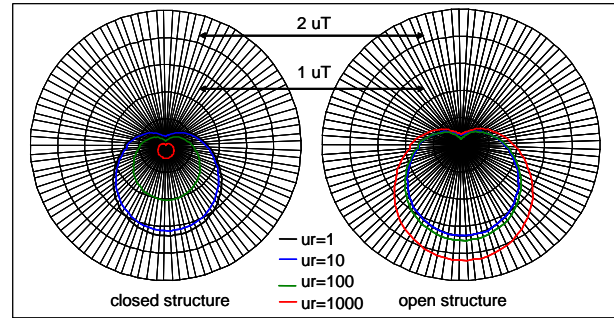 2 uT
1 uT
ur=1
ur=10
ur=100
ur=1000
closed structure
open structure